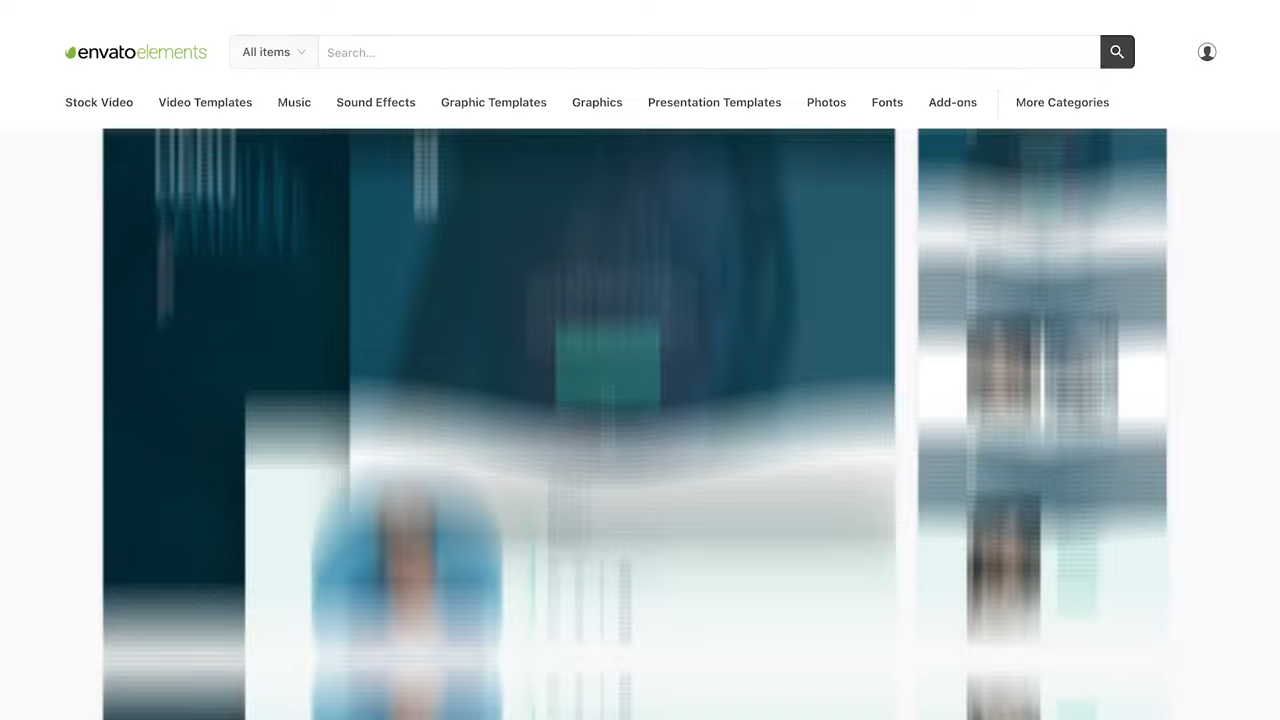 envatoelements
All items
Search...
Stock Video
Video Templates
Music
Sound Effects
Graphic Templates
Graphics
Presentation Templates
Photos
Fonts
Add-ons
More Categories